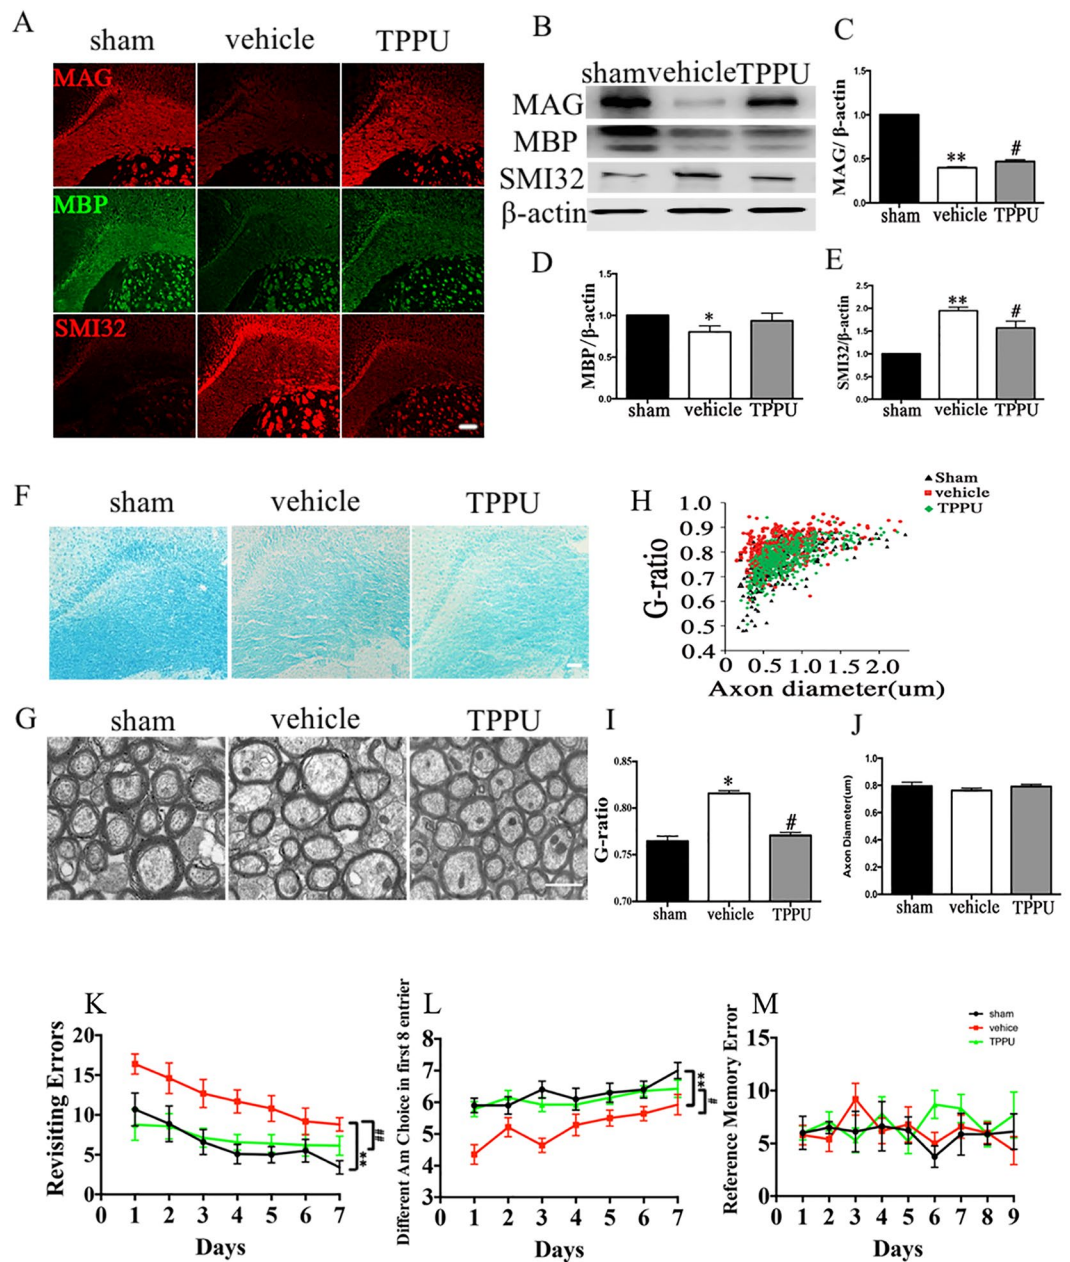 A
sham vehicle TPPU
MAG
MBP
SMI32
B
sham vehicle TPPU
MAG
MBP
SMI32
β-actin
C
MAG/ β-actin
1.5
1.0
0.5
0.0
**
#
sham vehicle TPPU
D
MBP/β-actin
1.5
1.0
0.5
0.0
*
sham vehicle TPPU
E
SMI32/β-actin
2.5
2.0
1.5
1.0
0.5
0.0
**
#
sham vehicle TPPU
F
sham vehicle TPPU
G
sham vehicle TPPU
H
Sham
vehicle
TPPU
G-ratio
1.0
0.9
0.8
0.7
0.6
0.5
0.4
0 0.5 1.0 1.5 2.0
Axon diameter(um)
I
G-ratio
0.85
0.80
0.75
0.70
*
#
sham vehicle TPPU
J
Axon Diameter(um)
1.0
0.8
0.6
0.4
0.2
0.0
sham vehicle TPPU
K
Revisiting Errors
20
15
10
5
0
0 1 2 3 4 5 6 7
Days
**
##
L
Different Am Choice in first 8 entrier
8
7
6
5
4
3
0 1 2 3 4 5 6 7
Days
**
#
M
sham
vehice
TPPU
Reference Memory Error
15
10
5
0
0 1 2 3 4 5 6 7 8 9
Days